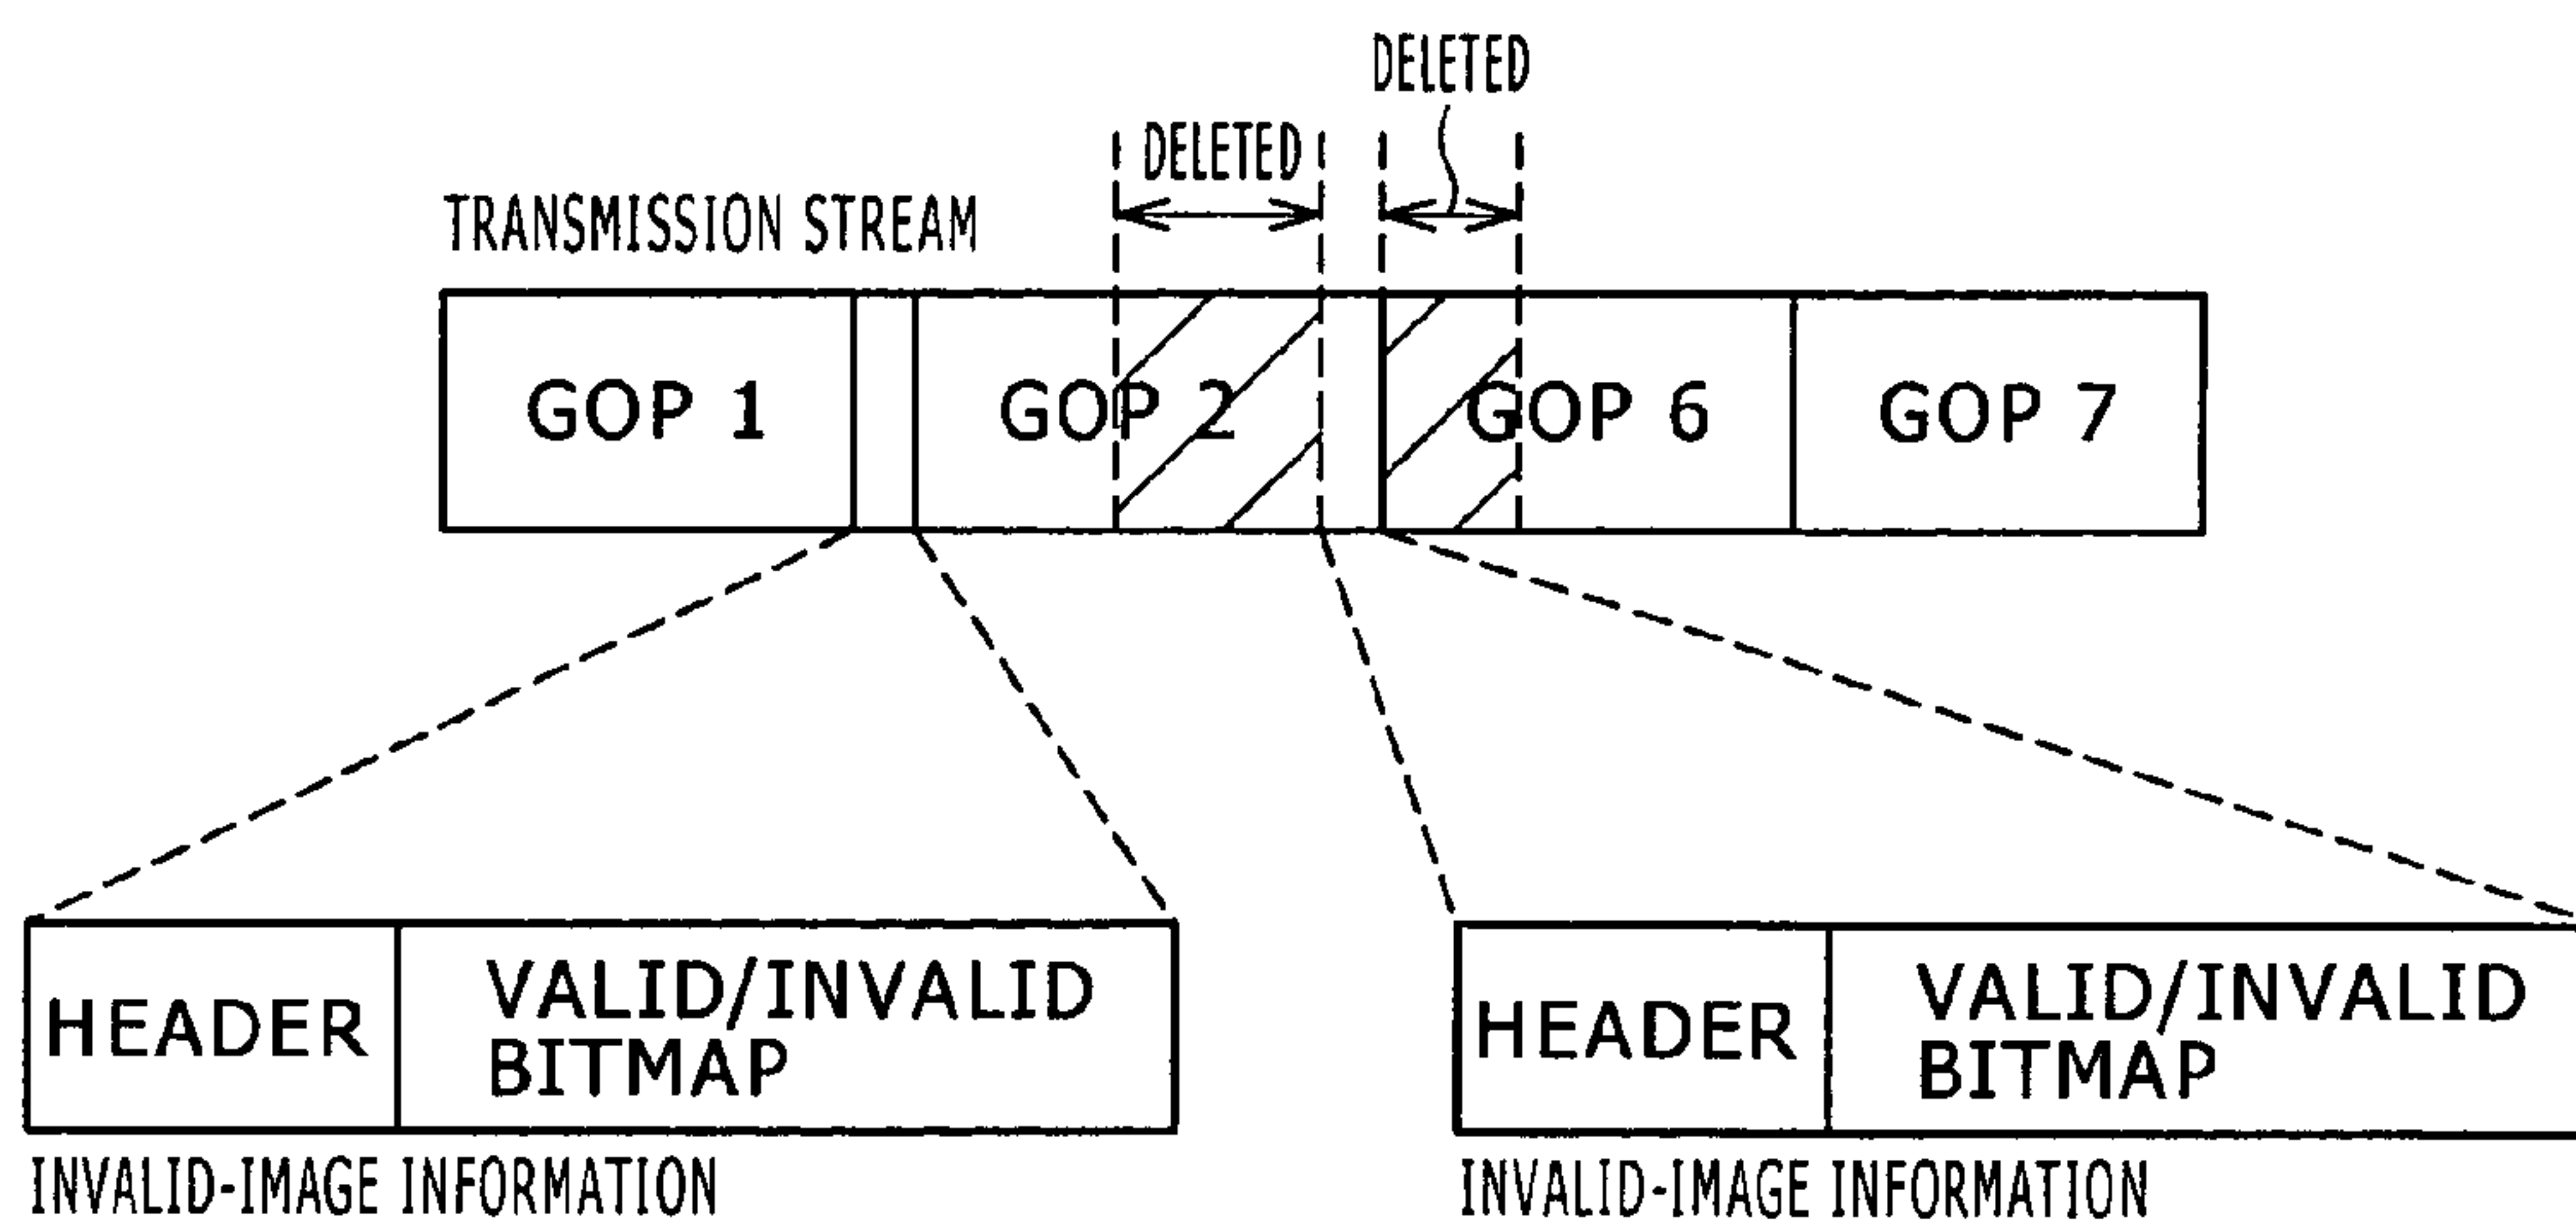 DELETED
DELETED
TRANSMISSION STREAM
GOP 1
GOP 2
GOP 6
GOP 7
HEADER
VALID/INVALID
BITMAP
HEADER
VALID/INVALID
BITMAP
INVALID-IMAGE INFORMATION
INVALID-IMAGE INFORMATION